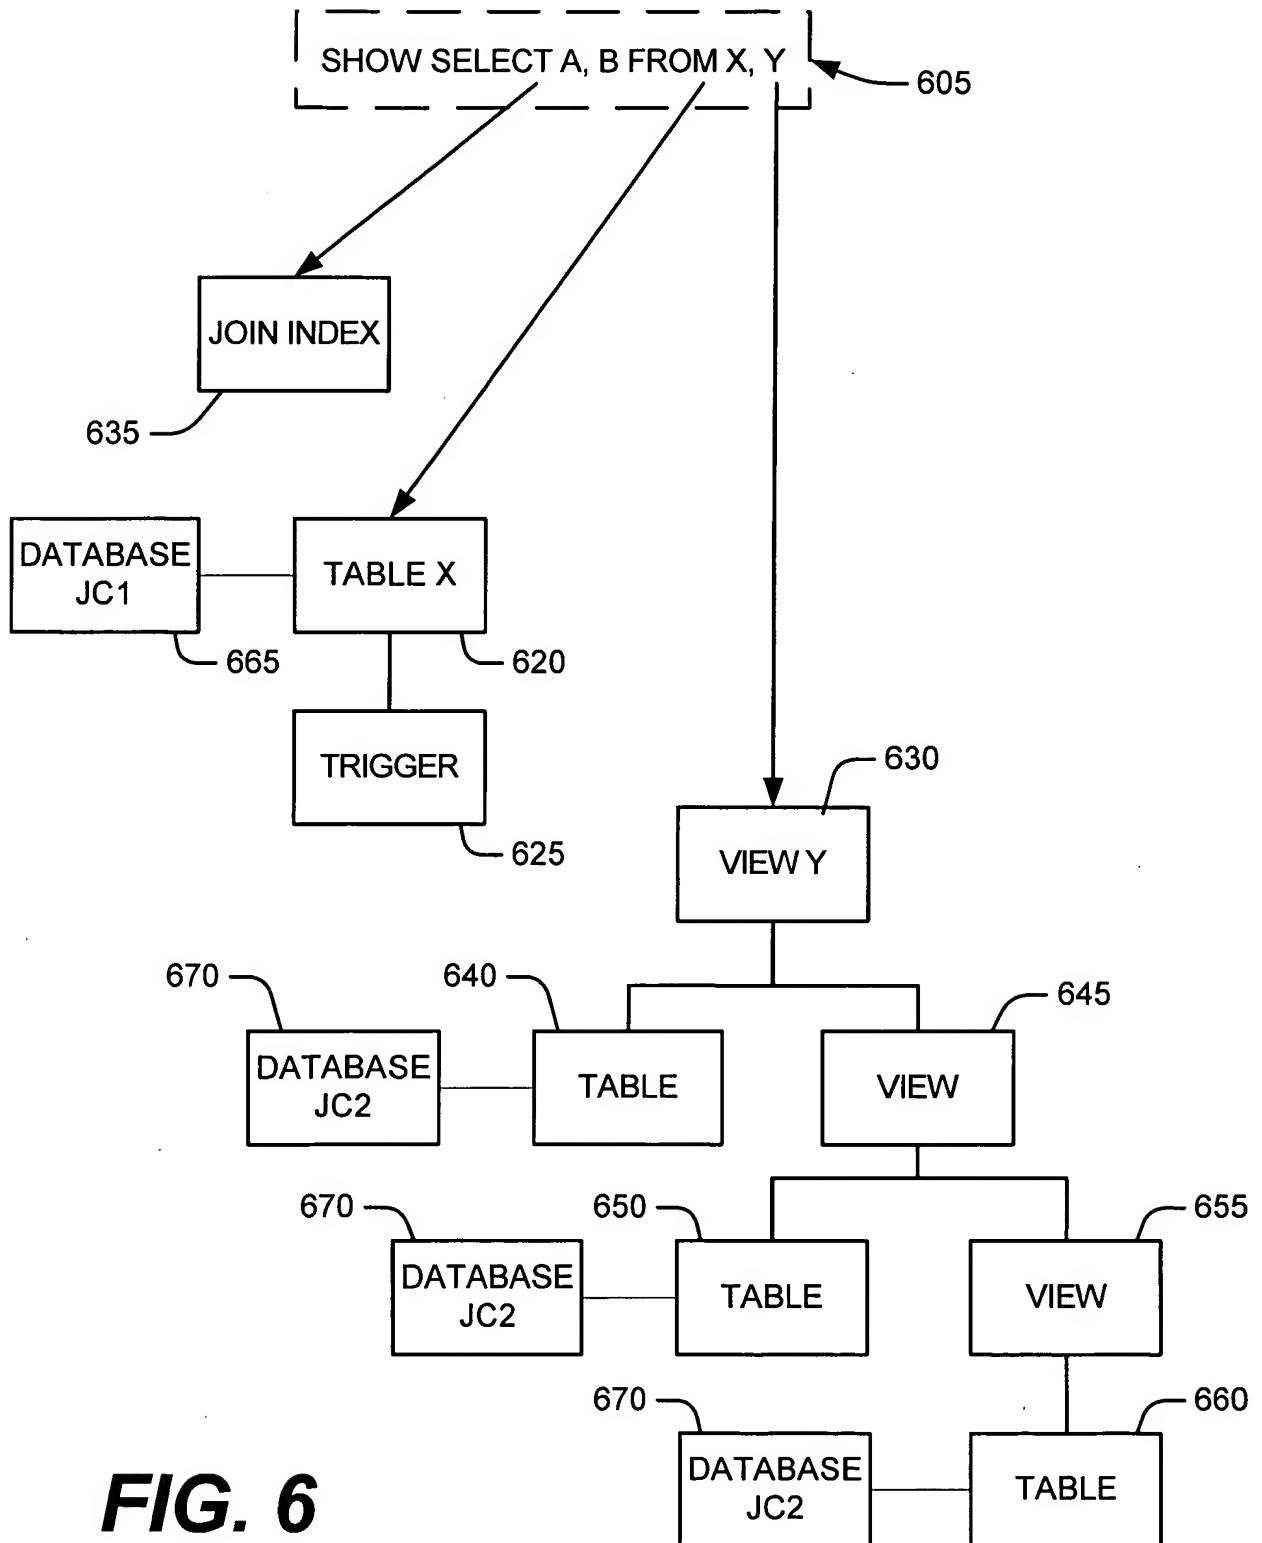 SHOW SELECT A, B FROM X, Y
605
JOIN INDEX
635
DATABASE
JC1
TABLE X
665
620
TRIGGER
625
630
VIEW Y
670
640
645
DATABASE
JC2
TABLE
VIEW
670
650
655
DATABASE
JC2
TABLE
VIEW
670
660
DATABASE
JC2
TABLE
FIG. 6